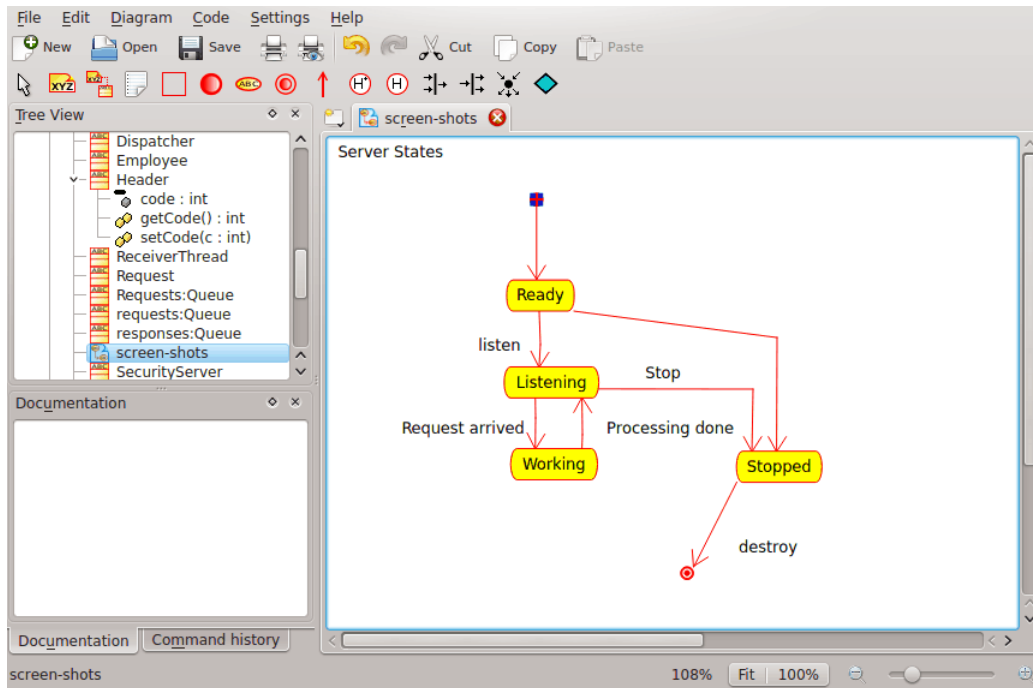 File Edit Diagram Code Settings Help
New Open Save Cut Copy Paste
XYZ XYZ ABC H* H
Tree View
screen-shots
Dispatcher
Employee
Header
code : int
getCode() : int
setCode(c : int)
ReceiverThread
Request
Requests:Queue
requests:Queue
responses:Queue
screen-shots
SecurityServer
Documentation
Documentation Command history
Server States
Ready
listen
Listening
Stop
Request arrived
Processing done
Working
Stopped
destroy
screen-shots
108% Fit 100%